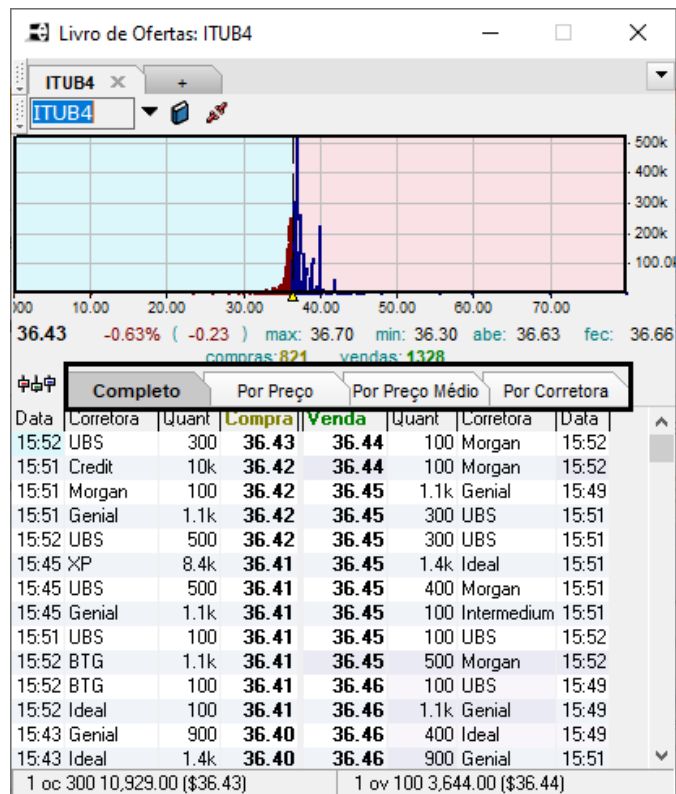 Livro de Ofertas: ITUB4
ITUB4 +
ITUB4
500k
400k
300k
200k
100.0
000 10.00 20.00 30.00 40.00 50.00 60.00 70.00
36.43 -0.63% ( -0.23 ) max: 36.70 min: 36.30 abe: 36.63 fec: 36.66
compras: 821 vendas: 1328
Completo Por Preço Por Preço Médio Por Corretora
Data Corretora Quant Compra Venda Quant Corretora Data
15:52 UBS 300 36.43 36.44 100 Morgan 15:52
15:51 Credit 10k 36.42 36.44 100 Morgan 15:52
15:51 Morgan 100 36.42 36.45 1.1k Genial 15:49
15:51 Genial 1.1k 36.42 36.45 300 UBS 15:51
15:52 UBS 500 36.42 36.45 300 UBS 15:51
15:45 XP 8.4k 36.41 36.45 1.4k Ideal 15:51
15:45 UBS 500 36.41 36.45 400 Morgan 15:51
15:45 Genial 1.1k 36.41 36.45 100 Intermedium 15:51
15:51 UBS 100 36.41 36.45 100 UBS 15:52
15:52 BTG 1.1k 36.41 36.45 500 Morgan 15:52
15:52 BTG 100 36.41 36.46 100 UBS 15:49
15:52 Ideal 100 36.41 36.46 1.1k Genial 15:49
15:43 Genial 900 36.40 36.46 400 Ideal 15:49
15:43 Ideal 1.4k 36.40 36.46 900 Genial 15:51
1 oc 300 10,929.00 ($36.43) 1 ov 100 3,644.00 ($36.44)